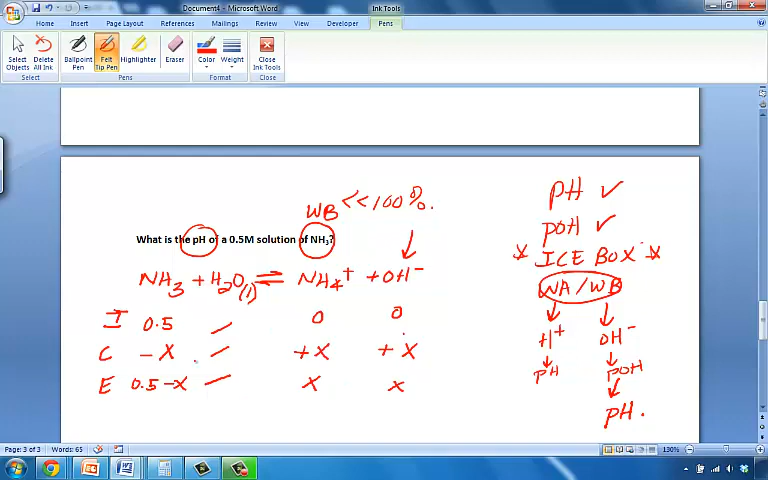 Document4 - Microsoft Word
Ink Tools
Home Insert Page Layout References Mailings Review View Developer Pens
Select Objects
Delete All Ink
Ballpoint Pen
Felt Tip Pen
Highlighter
Eraser
Color
Weight
Close Ink Tools
Select
Pens
Format
Close
WB <<100%.
What is the pH of a 0.5M solution of NH₃?
NH₃ + H₂O(l) ⇌ NH₄⁺ + OH⁻
I 0.5 — 0 0
C -X — +X +X
E 0.5-X — X X
pH ✓
pOH ✓
* ICE BOX *
WA/WB
↓ ↓
H⁺ OH⁻
↓ ↓
pH pOH
↓
pH.
Page: 3 of 3 Words: 65
130%
6:56 PM